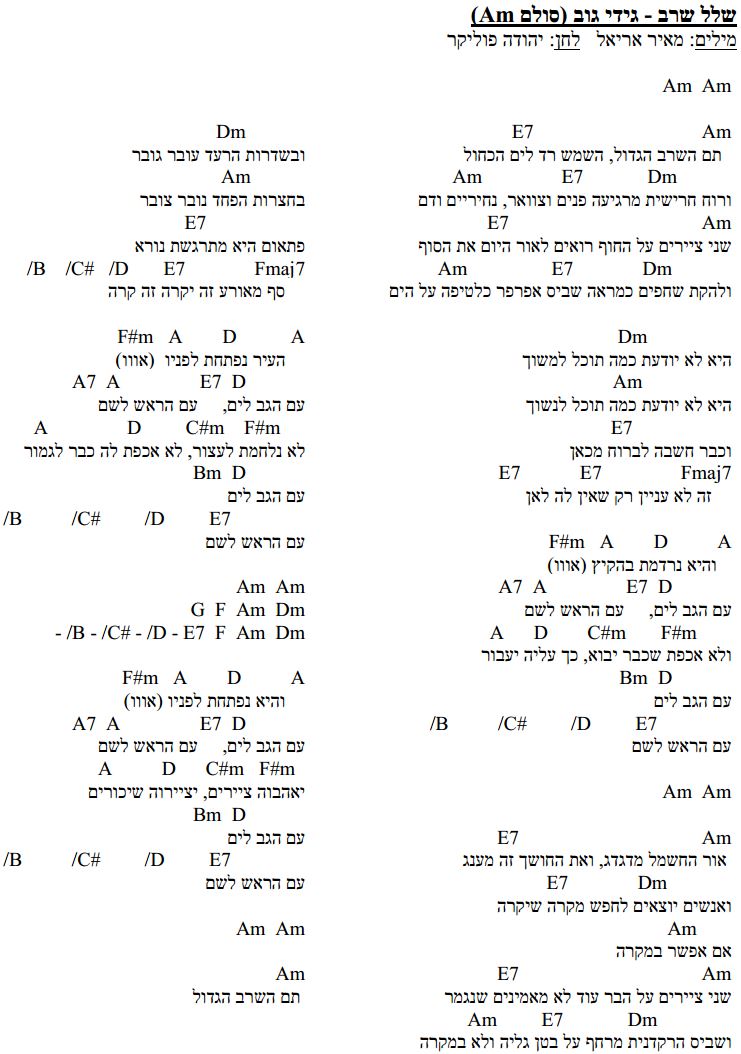 שלל שרב - גידי גוב (סולם Am)
מילים: מאיר אריאל לחן: יהודה פוליקר
Am Am
E7 Am
תם השרב הגדול, השמש רד לים הכחול
Am E7 Dm
ורוח חרישית מרגיעה פנים וצוואר, נחיריים ודם
E7 Am
שני ציירים על החוף רואים לאור היום את הסוף
Am E7 Dm
ולהקת שחפים כמראה שביס אפרפר כלטיפה על הים
Dm
היא לא יודעת כמה תוכל למשוך
Am
היא לא יודעת כמה תוכל לנשוך
E7
וכבר חשבה לברוח מכאן
E7 E7 Fmaj7
זה לא עניין רק שאין לה לאן
F#m A D A
והיא נרדמת בהקיץ (אווו)
A7 A E7 D
עם הגב לים, עם הראש לשם
A D C#m F#m
ולא אכפת שכבר יבוא, כך עליה יעבור
Bm D
עם הגב לים
/B /C# /D E7
עם הראש לשם
Am Am
E7 Am
אור החשמל מדגדג, ואת החושך זה מענג
E7 Dm
ואנשים יוצאים לחפש מקרה שיקרה
Am
אם אפשר במקרה
E7 Am
שני ציירים על הבר עוד לא מאמינים שנגמר
Am E7 Dm
ושביס הרקדנית מרחף על בטן גליה ולא במקרה
Dm
ובשדרות הרעד עובר גובר
Am
בחצרות הפחד נובר צובר
E7
פתאום היא מתרגשת נורא
/B /C# /D E7 Fmaj7
סף מאורע זה יקרה זה קרה
F#m A D A
העיר נפתחת לפניו (אווו)
A7 A E7 D
עם הגב לים, עם הראש לשם
A D C#m F#m
לא נלחמת לעצור, לא אכפת לה כבר לגמור
Bm D
עם הגב לים
/B /C# /D E7
עם הראש לשם
Am Am
G F Am Dm
- /B - /C# - /D - E7 F Am Dm
F#m A D A
והיא נפתחת לפניו (אווו)
A7 A E7 D
עם הגב לים, עם הראש לשם
A D C#m F#m
יאהבוה ציירים, יציירוה שיכורים
Bm D
עם הגב לים
/B /C# /D E7
עם הראש לשם
Am Am
Am
תם השרב הגדול